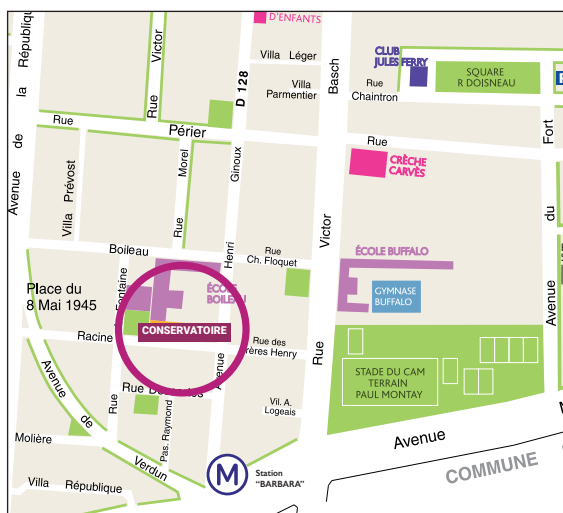 D'ENFANTS
la Républiqu
Avenue de
Victor
Rue
D 128
Villa Léger
Villa
Parmentier
Basch
CLUB
JULES FERRY
Rue
Chaintron
SQUARE
R DOISNEAU
Fort
du
Avenue
Rue
Périer
Rue
CRÈCHE
CARVÈS
Villa Prévost
Morel
Rue
Ginoux
Henri
Avenue
Victor
Rue
Boileau
Rue
Ch. Floquet
ÉCOLE
BOILEAU
ÉCOLE BUFFALO
GYMNASE
BUFFALO
Place du
8 Mai 1945
Fontaine
Rue
CONSERVATOIRE
Racine
Rue des
Frères Henry
STADE DU CAM
TERRAIN
PAUL MONTAY
Avenue
de
Verdun
Rue
Pas. Raymond
Vil. A.
Logeais
Molière
Avenue
COMMUNE
M
Station
"BARBARA"
Villa République